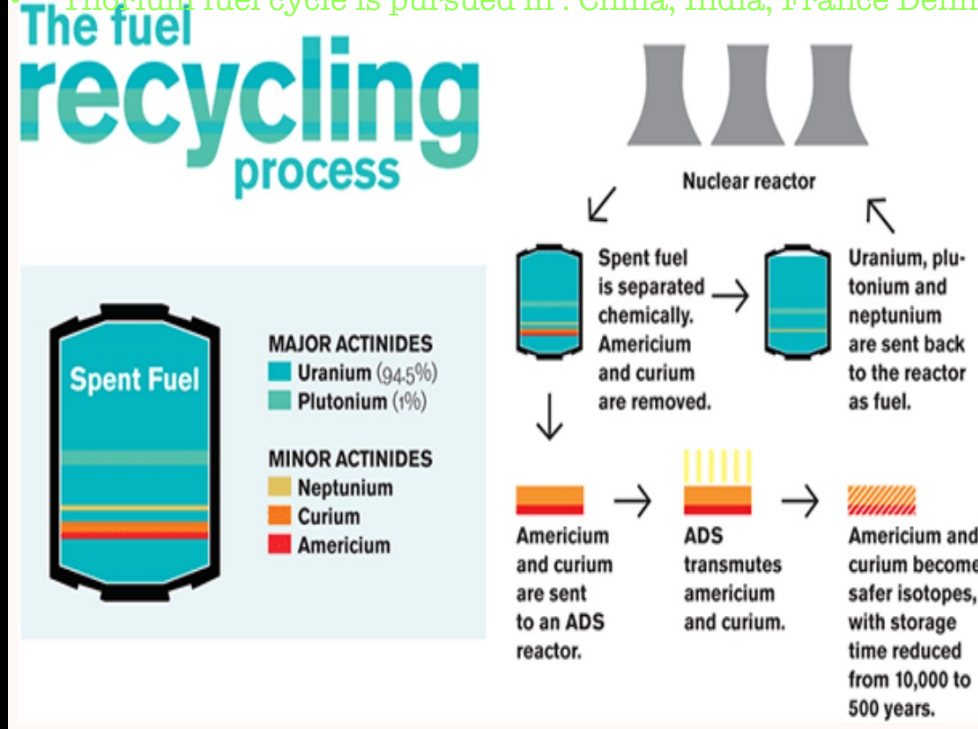 Thorium fuel cycle is pursued in : China, India, France
The fuel
recycling
process
Nuclear reactor
Spent fuel
is separated
chemically.
Americium
and curium
are removed.
Uranium, plu-
tonium and
neptunium
are sent back
to the reactor
as fuel.
Spent Fuel
MAJOR ACTINIDES
Uranium (94.5%)
Plutonium (1%)
MINOR ACTINIDES
Neptunium
Curium
Americium
Americium
and curium
are sent
to an ADS
reactor.
ADS
transmutes
americium
and curium.
Americium and
curium become
safer isotopes,
with storage
time reduced
from 10,000 to
500 years.